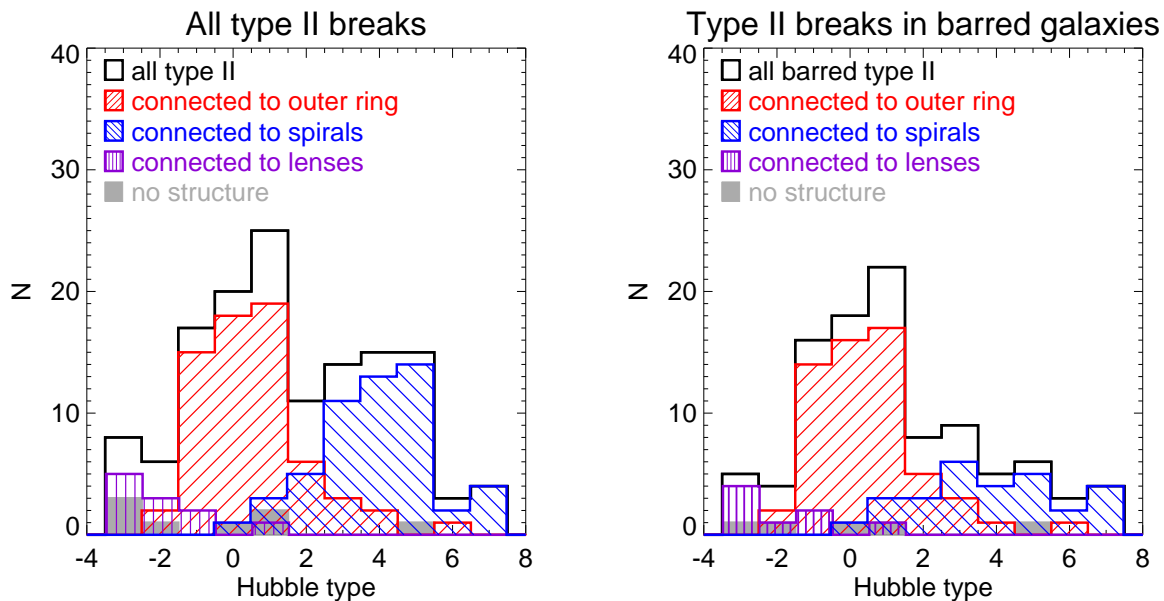 All type II breaks
40
30
20
10
0
N
all type II
connected to outer ring
connected to spirals
connected to lenses
no structure
-4 -2 0 2 4 6 8
Hubble type
Type II breaks in barred galaxies
40
30
20
10
0
N
all barred type II
connected to outer ring
connected to spirals
connected to lenses
no structure
-4 -2 0 2 4 6 8
Hubble type